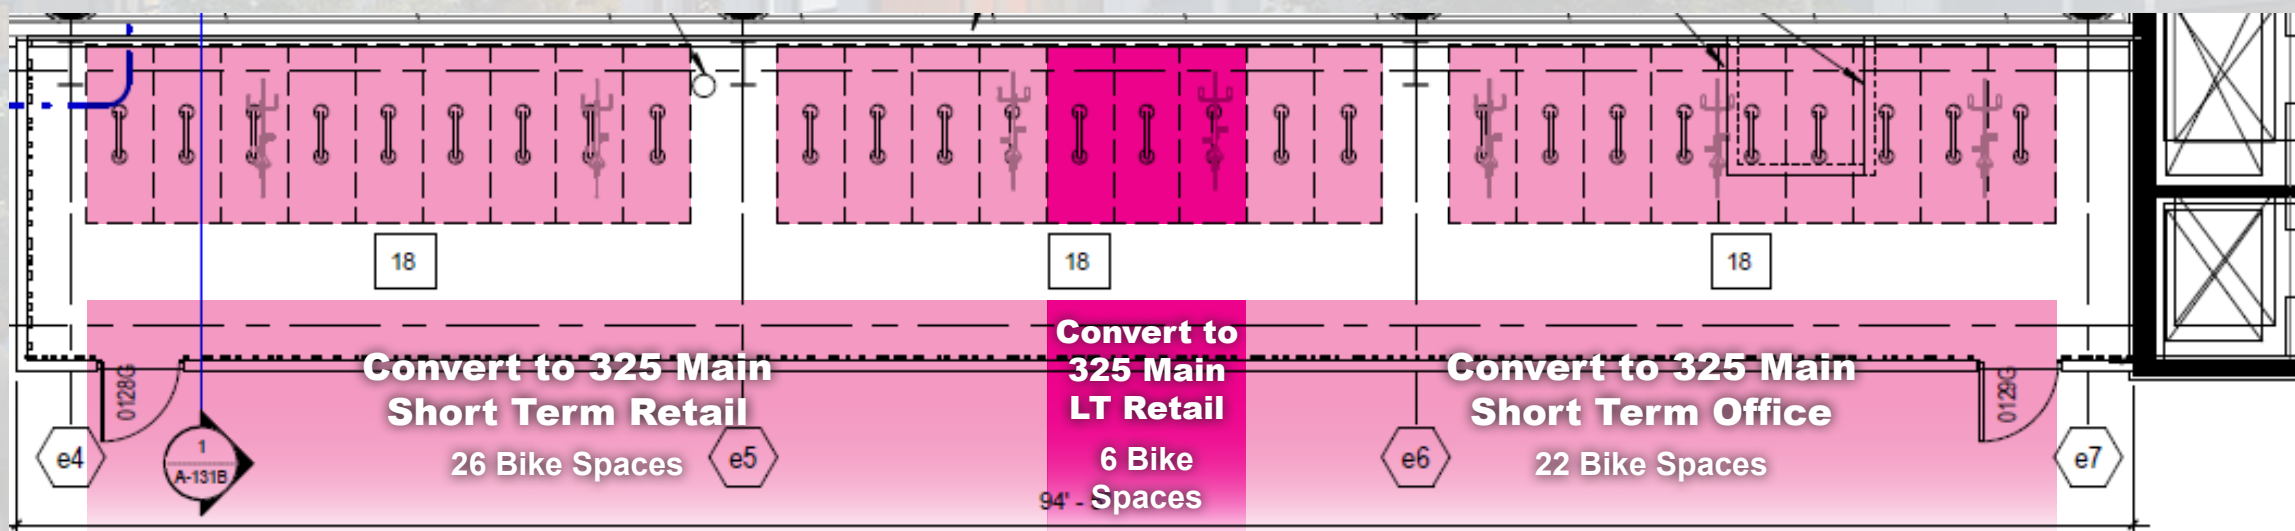 18
18
18
Convert to 325 Main
Short Term Retail
26 Bike Spaces
Convert to
325 Main
LT Retail
6 Bike
Spaces
Convert to 325 Main
Short Term Office
22 Bike Spaces
0128G
0129G
e4
1
A-131B
e5
e6
e7
94' -